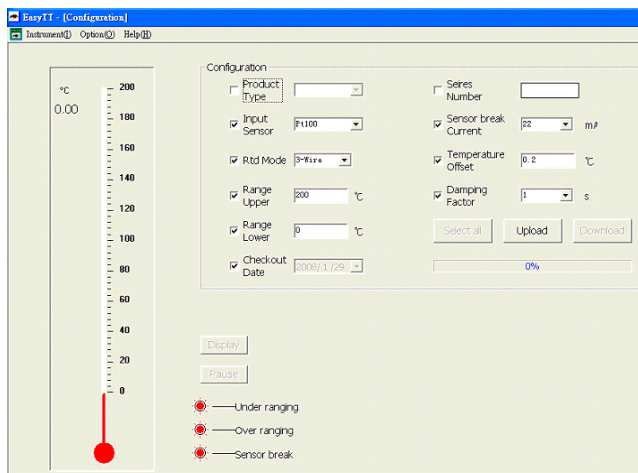 EasyTT - [Configuration]
Instrument(I) Option(O) Help(H)
°C
0.00
200
180
160
140
120
100
80
60
40
20
0
Configuration
Product
Type
Input
Sensor
Pt100
Rtd Mode
3-Wire
Range
Upper
200
℃
Range
Lower
0
℃
Checkout
Date
2008/ 1 /29
Seires
Number
Sensor break
Current
22
mA
Temperature
Offset
0.2
℃
Damping
Factor
1
s
Select all
Upload
Download
0%
Display
Pause
Under ranging
Over ranging
Sensor break